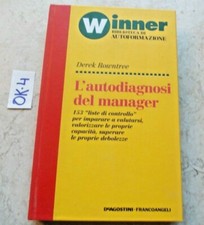 Winner
BIBLIOTECA DI
AUTOFORMAZIONE
Derek Rowntree
L'autodiagnosi
del manager
153 "liste di controllo"
per imparare a valutarsi,
valorizzare le proprie
capacità, superare
le proprie debolezze
DEAGOSTINI - FRANCOANGELI
OK-4